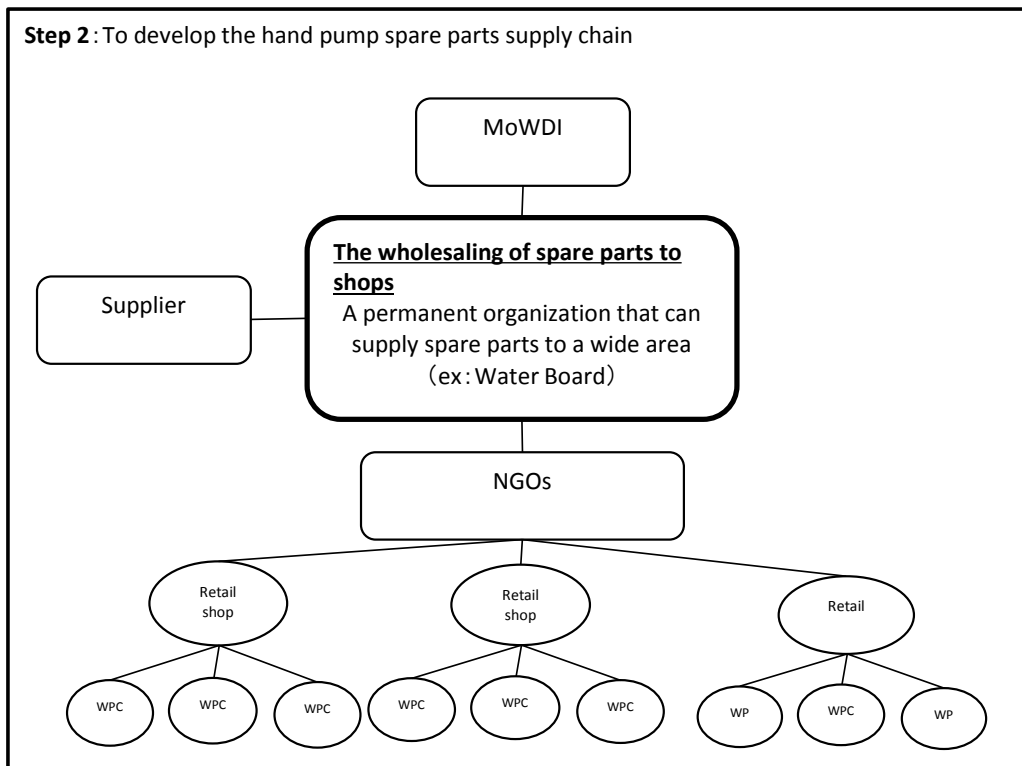 Step 2：To develop the hand pump spare parts supply chain
MoWDI
The wholesaling of spare parts to
shops
A permanent organization that can
supply spare parts to a wide area
（ex：Water Board）
Supplier
NGOs
Retail
shop
Retail
shop
Retail
WPC
WPC
WPC
WPC
WPC
WPC
WP
WPC
WP